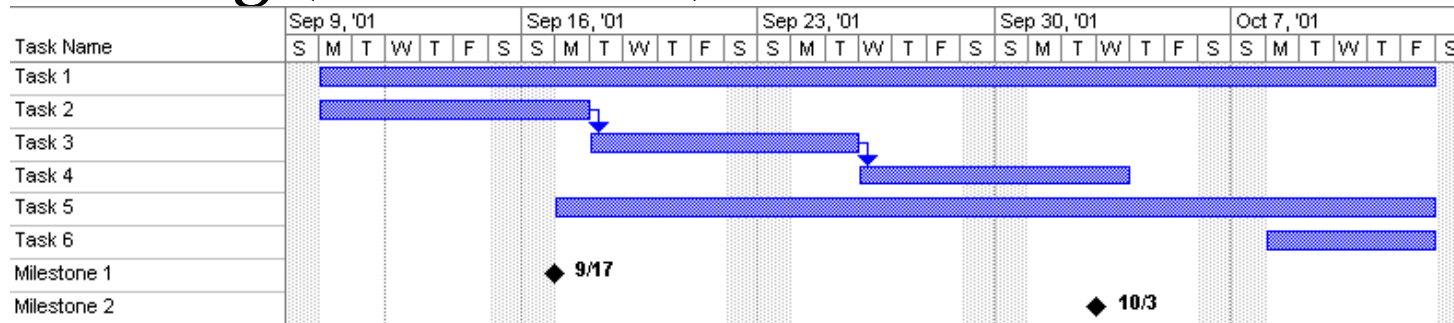 Sep 9, '01 Sep 16, '01 Sep 23, '01 Sep 30, '01 Oct 7, '01
Task Name S M T W T F S S M T W T F S S M T W T F S S M T W T F S S M T W T F S
Task 1
Task 2
Task 3
Task 4
Task 5
Task 6
Milestone 1 9/17
Milestone 2 10/3